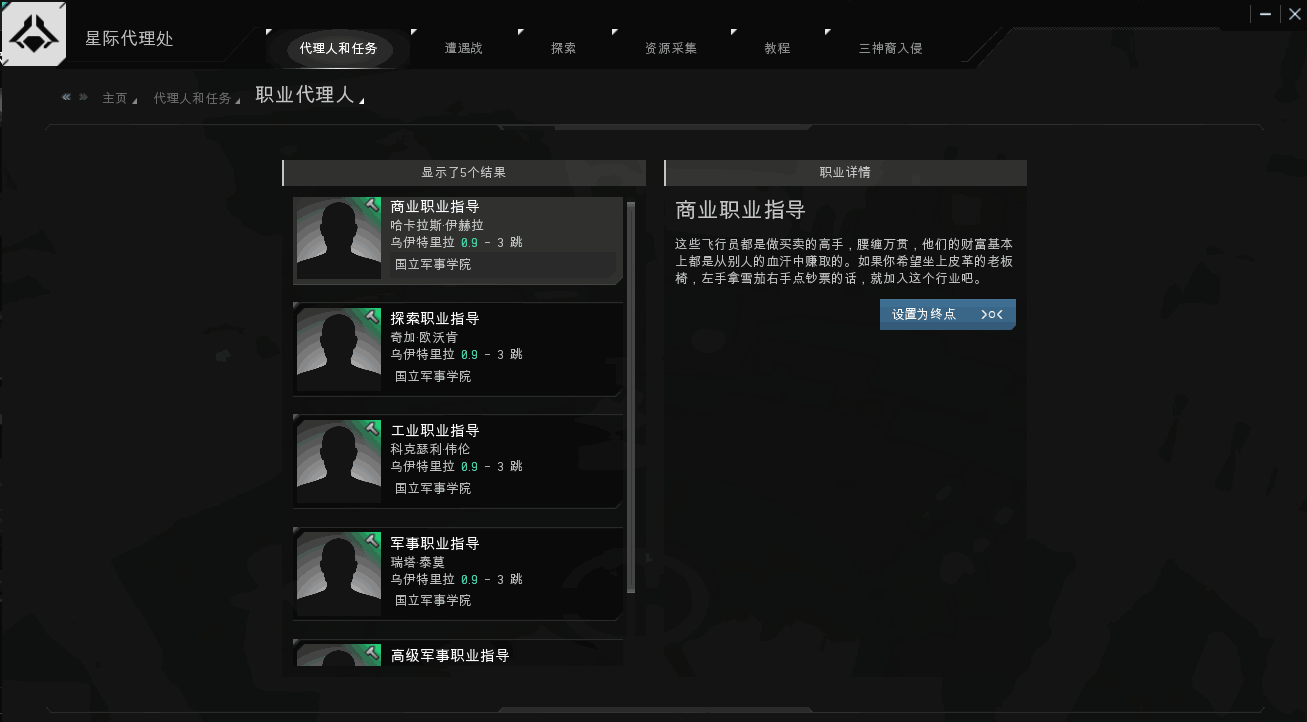 星际代理处
代理人和任务
遭遇战
探索
资源采集
教程
三神裔入侵
主页
代理人和任务
职业代理人
显示了5个结果
商业职业指导
哈卡拉斯·伊赫拉
乌伊特里拉 0.9 - 3 跳
国立军事学院
探索职业指导
奇加·欧沃肯
乌伊特里拉 0.9 - 3 跳
国立军事学院
工业职业指导
科克瑟利·伟伦
乌伊特里拉 0.9 - 3 跳
国立军事学院
军事职业指导
瑞塔·泰莫
乌伊特里拉 0.9 - 3 跳
国立军事学院
高级军事职业指导
职业详情
商业职业指导
这些飞行员都是做买卖的高手，腰缠万贯，他们的财富基本
上都是从别人的血汗中赚取的。如果你希望坐上皮革的老板
椅，左手拿雪茄右手点钞票的话，就加入这个行业吧。
设置为终点